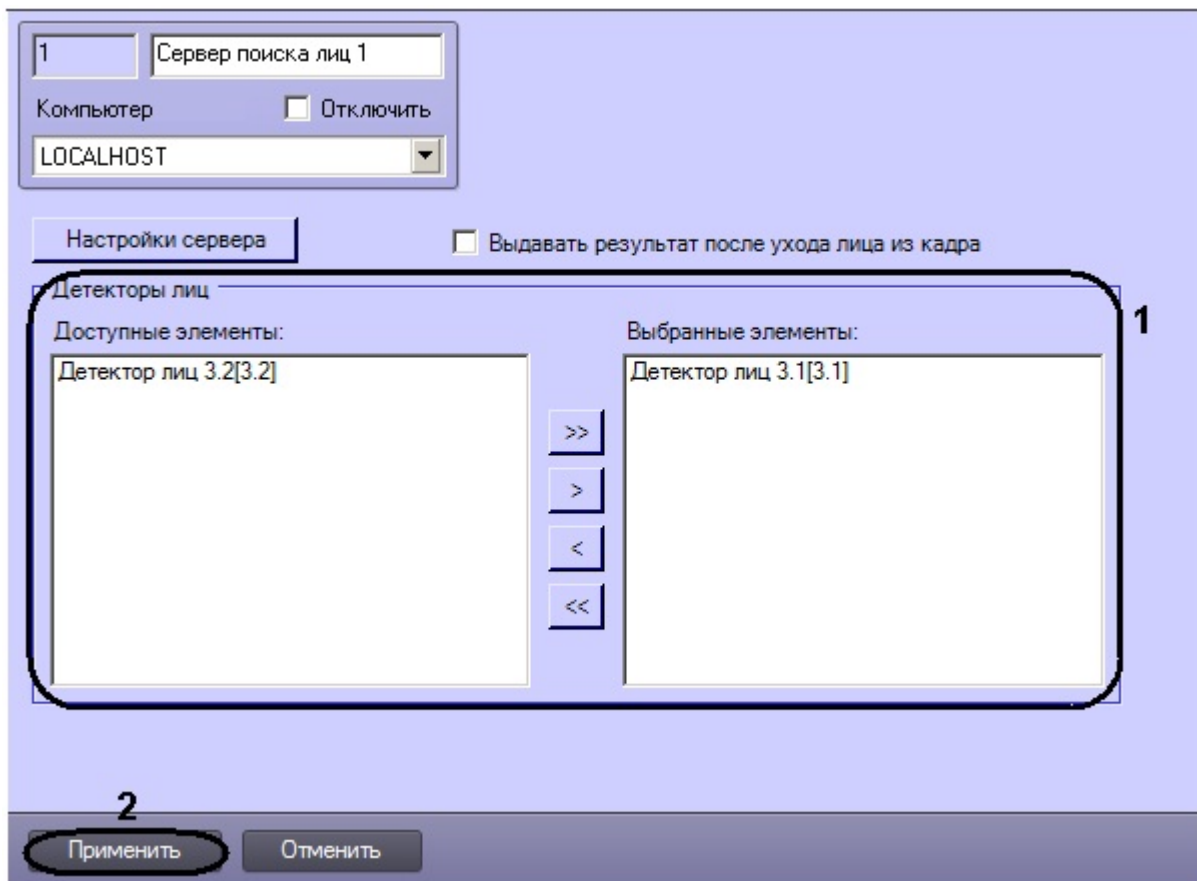 1 Сервер поиска лиц 1
Компьютер Отключить
LOCALHOST
Настройки сервера Выдавать результат после ухода лица из кадра
Детекторы лиц
1
Доступные элементы: Выбранные элементы:
Детектор лиц 3.2[3.2] Детектор лиц 3.1[3.1]
>>
>
<
<<
2
Применить Отменить